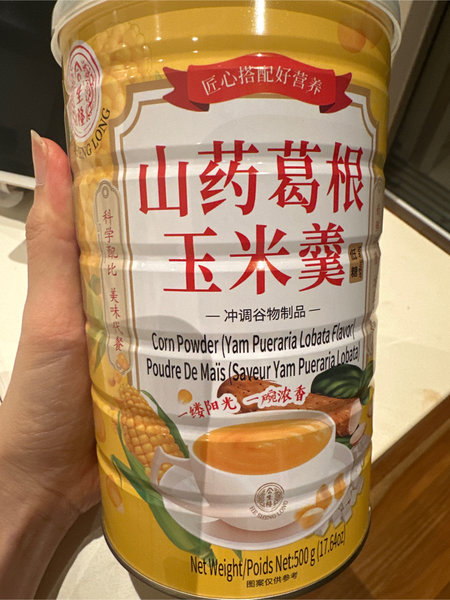 匠心搭配好营养
SHENG LONG
山药葛根
玉米羹
低
糖
科学配比 美味代餐
冲调谷物制品
Corn Powder (Yam Pueraria Lobata Flavor)
Poudre De Maïs (Saveur Yam Pueraria Lobata)
一缕阳光 一碗浓香
Net Weight/Poids Net:500 g (17.64oz)
图案仅供参考